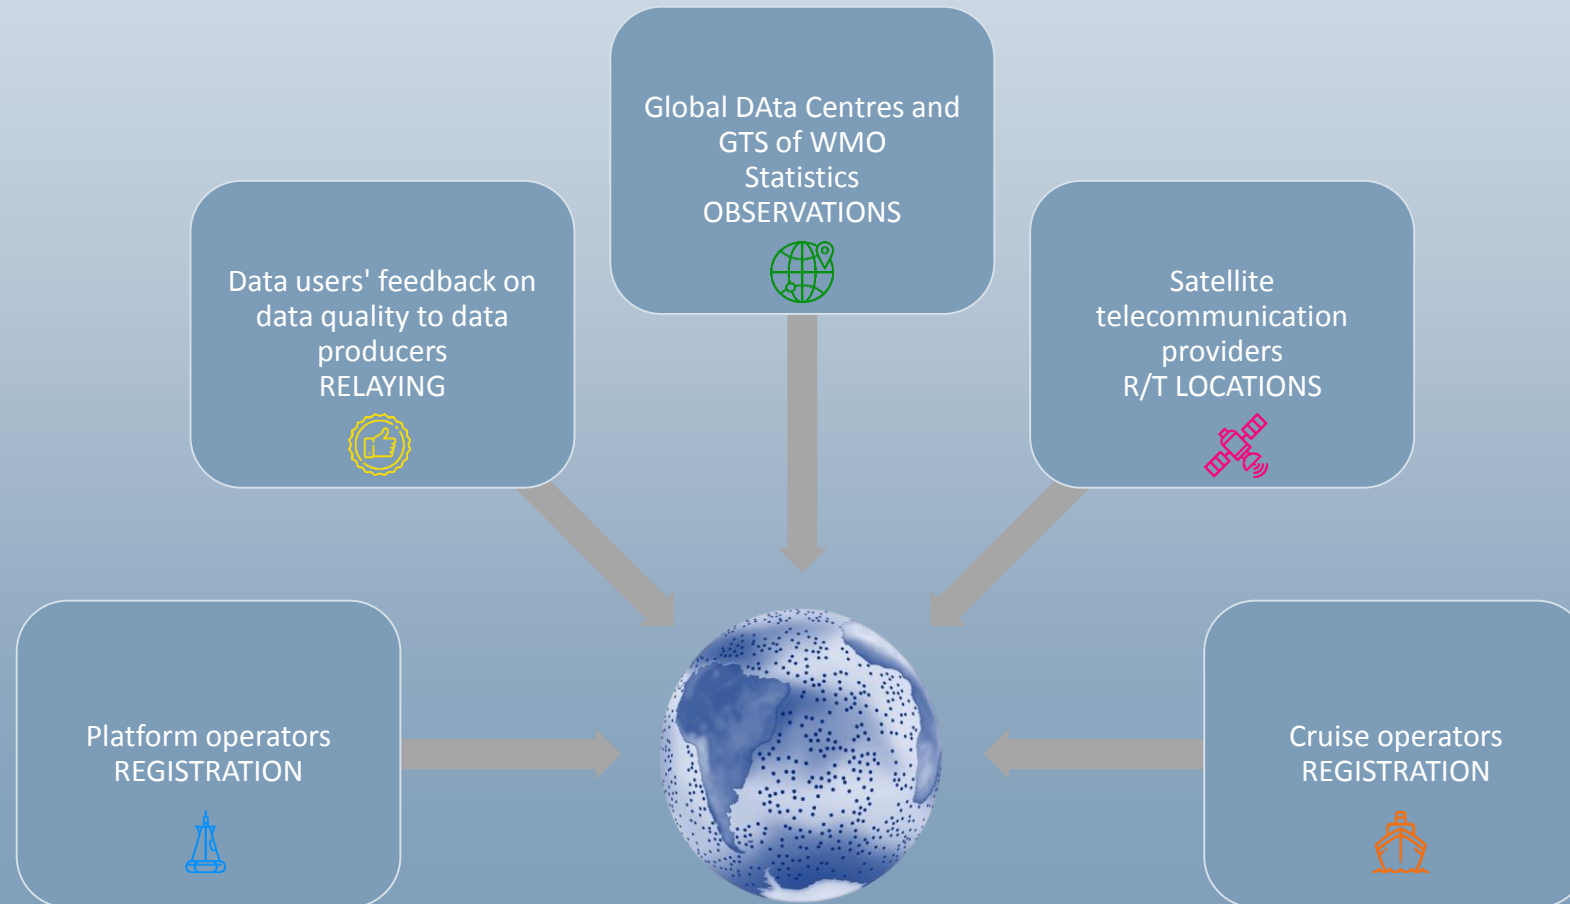 Global DAta Centres and
GTS of WMO
Statistics
OBSERVATIONS
Data users' feedback on
data quality to data
producers
RELAYING
Satellite
telecommunication
providers
R/T LOCATIONS
Platform operators
REGISTRATION
Cruise operators
REGISTRATION